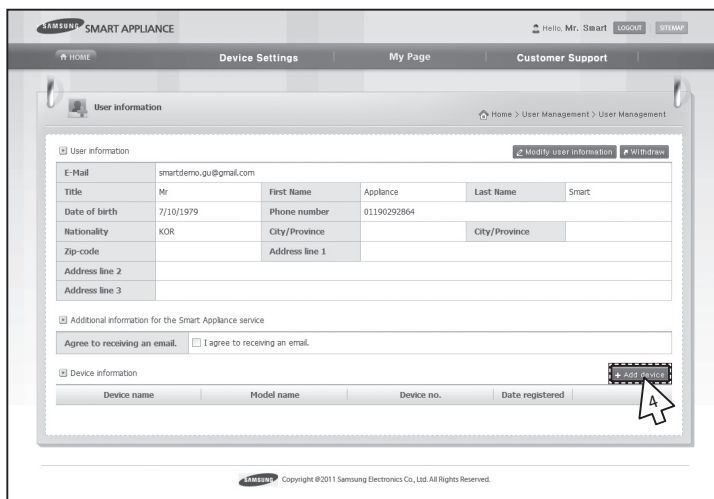 SAMSUNG SMART APPLIANCE Hello, Mr. Smart LOGOUT SITEMAP
HOME Device Settings My Page Customer Support
User information Home > User Management > User Management
User information Modify user information Withdraw
E-Mail smartdemo.gu@gmail.com
Title Mr First Name Appliance Last Name Smart
Date of birth 7/10/1979 Phone number 01190292864
Nationality KOR City/Province City/Province
Zip-code Address line 1
Address line 2
Address line 3
Additional information for the Smart Appliance service
Agree to receiving an email. I agree to receiving an email.
Device information + Add device
Device name Model name Device no. Date registered
4
SAMSUNG Copyright @2011 Samsung Electronics Co., Ltd. All Rights Reserved.